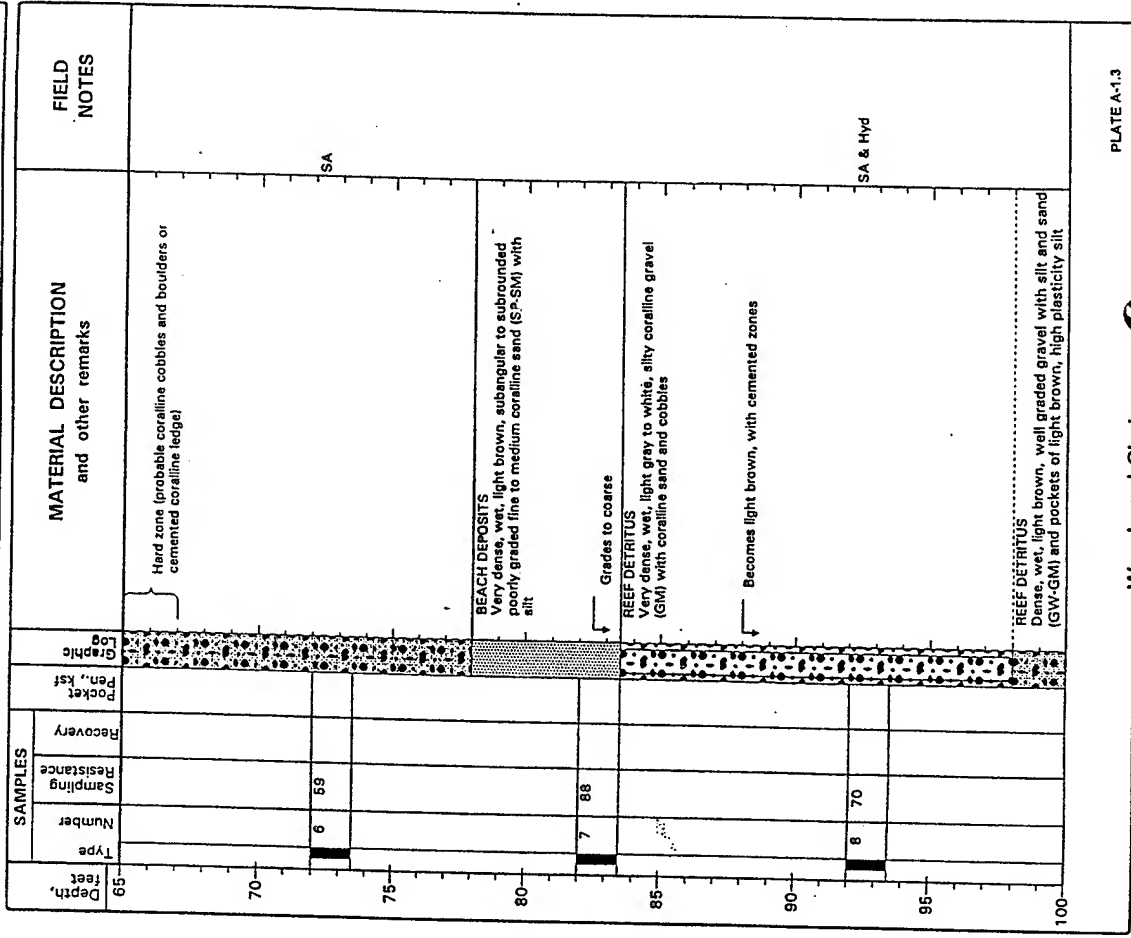 Depth,
feet
SAMPLES
Type
Number
Sampling
Resistance
Recovery
Pocket
Pen., ksf
Graphic
Log
MATERIAL DESCRIPTION
and other remarks
FIELD
NOTES
65
Hard zone (probable coralline cobbles and boulders or
cemented coralline ledge)
70
6 59
SA
75
BEACH DEPOSITS
Very dense, wet, light brown, subangular to subrounded
poorly graded fine to medium coralline sand (SP-SM) with
silt
80
7 88
Grades to coarse
REEF DETRITUS
Very dense, wet, light gray to white, silty coralline gravel
(GM) with coralline sand and cobbles
85
Becomes light brown, with cemented zones
90
8 70
SA & Hyd
95
REEF DETRITUS
Dense, wet, light brown, well graded gravel with silt and sand
(GW-GM) and pockets of light brown, high plasticity silt
100
PLATE A-1.3